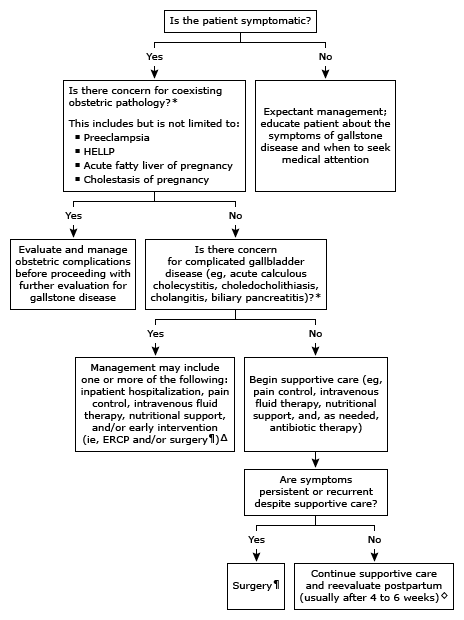 Is the patient symptomatic?
Yes
No
Is there concern for coexisting
obstetric pathology?*
This includes but is not limited to:
▪ Preeclampsia
▪ HELLP
▪ Acute fatty liver of pregnancy
▪ Cholestasis of pregnancy
Expectant management;
educate patient about the
symptoms of gallstone
disease and when to seek
medical attention
Yes
No
Evaluate and manage
obstetric complications
before proceeding with
further evaluation for
gallstone disease
Is there concern
for complicated gallbladder
disease (eg, acute calculous
cholecystitis, choledocholithiasis,
cholangitis, biliary pancreatitis)?*
Yes
No
Management may include
one or more of the following:
inpatient hospitalization, pain
control, intravenous fluid
therapy, nutritional support,
and/or early intervention
(ie, ERCP and/or surgery¶)Δ
Begin supportive care (eg,
pain control, intravenous
fluid therapy, nutritional
support, and, as needed,
antibiotic therapy)
Are symptoms
persistent or recurrent
despite supportive care?
Yes
No
Surgery¶
Continue supportive care
and reevaluate postpartum
(usually after 4 to 6 weeks)◇